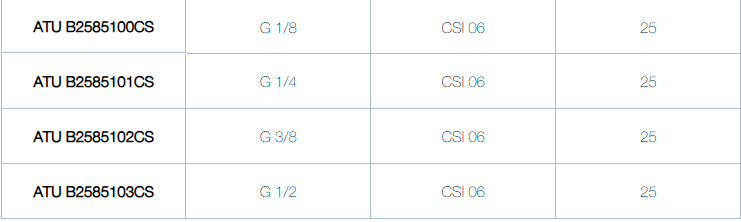 ATU B2585100CS G 1/8 CSI 06 25
ATU B2585101CS G 1/4 CSI 06 25
ATU B2585102CS G 3/8 CSI 06 25
ATU B2585103CS G 1/2 CSI 06 25